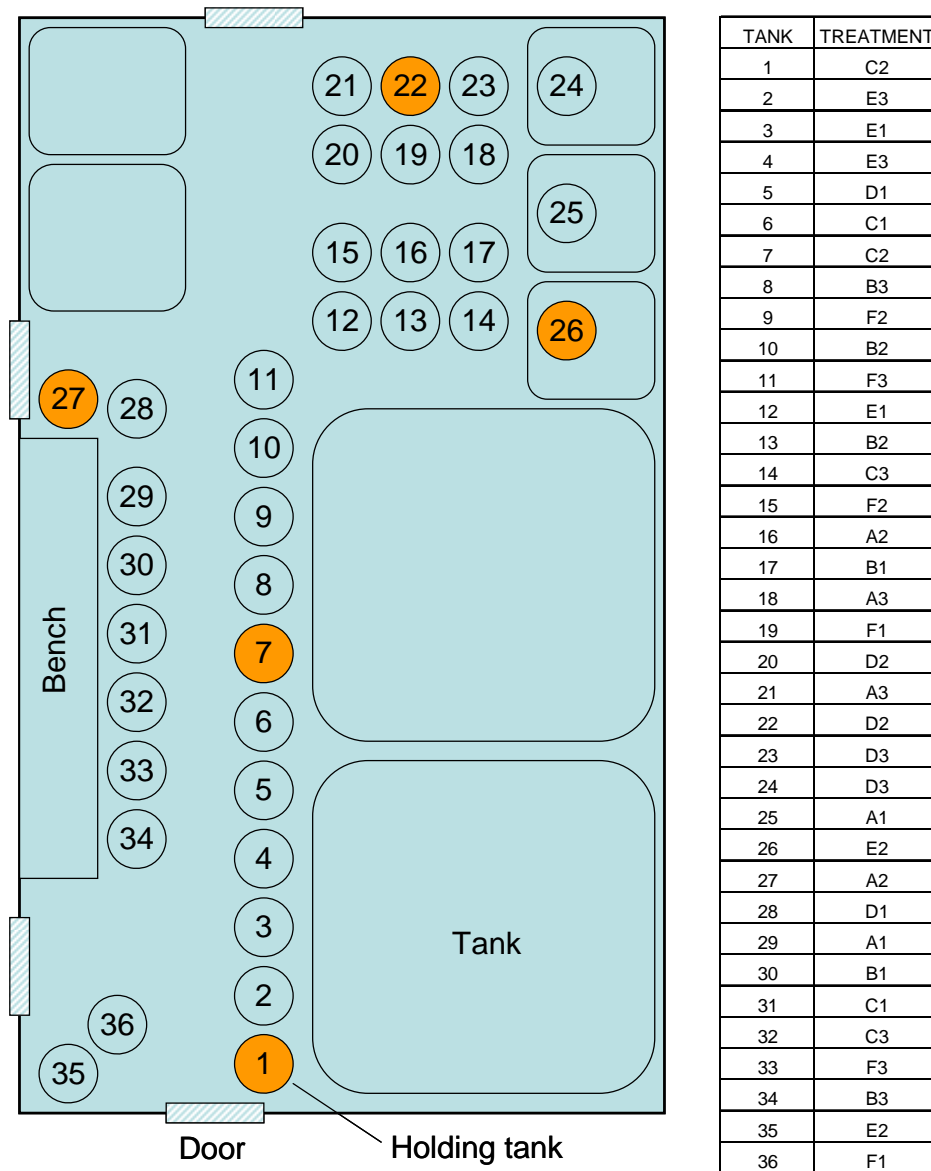 21 22 23 24
20 19 18
25
15 16 17
12 13 14 26
11
27 28
10
29
9
30
8
31
7
32
6
33
5
34
4
3
2
36
1
35
Bench
Tank
Door
Holding tank
TANK TREATMENT
1 C2
2 E3
3 E1
4 E3
5 D1
6 C1
7 C2
8 B3
9 F2
10 B2
11 F3
12 E1
13 B2
14 C3
15 F2
16 A2
17 B1
18 A3
19 F1
20 D2
21 A3
22 D2
23 D3
24 D3
25 A1
26 E2
27 A2
28 D1
29 A1
30 B1
31 C1
32 C3
33 F3
34 B3
35 E2
36 F1